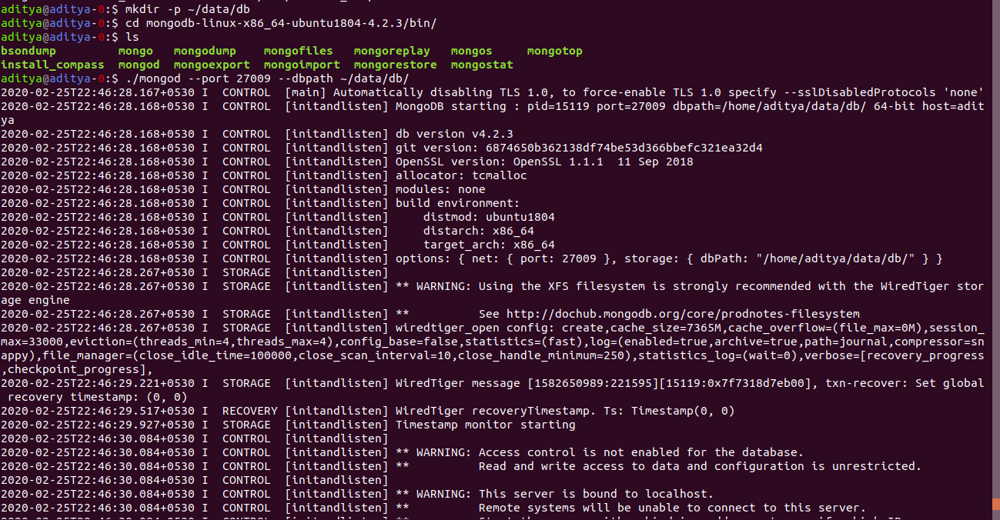 aditya@aditya-0:$ mkdir -p ~/data/db
aditya@aditya-0:$ cd mongodb-linux-x86_64-ubuntu1804-4.2.3/bin/
aditya@aditya-0:$ ls
bsondump         mongo   mongodump    mongofiles   mongoreplay   mongos     mongotop
install_compass  mongod  mongoexport  mongoimport  mongorestore  mongostat
aditya@aditya-0:$ ./mongod --port 27009 --dbpath ~/data/db/
2020-02-25T22:46:28.167+0530 I  CONTROL  [main] Automatically disabling TLS 1.0, to force-enable TLS 1.0 specify --sslDisabledProtocols 'none'
2020-02-25T22:46:28.168+0530 I  CONTROL  [initandlisten] MongoDB starting : pid=15119 port=27009 dbpath=/home/aditya/data/db/ 64-bit host=adit
ya
2020-02-25T22:46:28.168+0530 I  CONTROL  [initandlisten] db version v4.2.3
2020-02-25T22:46:28.168+0530 I  CONTROL  [initandlisten] git version: 6874650b362138df74be53d366bbefc321ea32d4
2020-02-25T22:46:28.168+0530 I  CONTROL  [initandlisten] OpenSSL version: OpenSSL 1.1.1  11 Sep 2018
2020-02-25T22:46:28.168+0530 I  CONTROL  [initandlisten] allocator: tcmalloc
2020-02-25T22:46:28.168+0530 I  CONTROL  [initandlisten] modules: none
2020-02-25T22:46:28.168+0530 I  CONTROL  [initandlisten] build environment:
2020-02-25T22:46:28.168+0530 I  CONTROL  [initandlisten]     distmod: ubuntu1804
2020-02-25T22:46:28.168+0530 I  CONTROL  [initandlisten]     distarch: x86_64
2020-02-25T22:46:28.168+0530 I  CONTROL  [initandlisten]     target_arch: x86_64
2020-02-25T22:46:28.168+0530 I  CONTROL  [initandlisten] options: { net: { port: 27009 }, storage: { dbPath: "/home/aditya/data/db/" } }
2020-02-25T22:46:28.267+0530 I  STORAGE  [initandlisten]
2020-02-25T22:46:28.267+0530 I  STORAGE  [initandlisten] ** WARNING: Using the XFS filesystem is strongly recommended with the WiredTiger stor
age engine
2020-02-25T22:46:28.267+0530 I  STORAGE  [initandlisten] **          See http://dochub.mongodb.org/core/prodnotes-filesystem
2020-02-25T22:46:28.267+0530 I  STORAGE  [initandlisten] wiredtiger_open config: create,cache_size=7365M,cache_overflow=(file_max=0M),session_
max=33000,eviction=(threads_min=4,threads_max=4),config_base=false,statistics=(fast),log=(enabled=true,archive=true,path=journal,compressor=sn
appy),file_manager=(close_idle_time=100000,close_scan_interval=10,close_handle_minimum=250),statistics_log=(wait=0),verbose=[recovery_progress
,checkpoint_progress],
2020-02-25T22:46:29.221+0530 I  STORAGE  [initandlisten] WiredTiger message [1582650989:221595][15119:0x7f7318d7eb00], txn-recover: Set global
 recovery timestamp: (0, 0)
2020-02-25T22:46:29.517+0530 I  RECOVERY [initandlisten] WiredTiger recoveryTimestamp. Ts: Timestamp(0, 0)
2020-02-25T22:46:29.927+0530 I  STORAGE  [initandlisten] Timestamp monitor starting
2020-02-25T22:46:30.084+0530 I  CONTROL  [initandlisten]
2020-02-25T22:46:30.084+0530 I  CONTROL  [initandlisten] ** WARNING: Access control is not enabled for the database.
2020-02-25T22:46:30.084+0530 I  CONTROL  [initandlisten] **          Read and write access to data and configuration is unrestricted.
2020-02-25T22:46:30.084+0530 I  CONTROL  [initandlisten]
2020-02-25T22:46:30.084+0530 I  CONTROL  [initandlisten] ** WARNING: This server is bound to localhost.
2020-02-25T22:46:30.084+0530 I  CONTROL  [initandlisten] **          Remote systems will be unable to connect to this server.